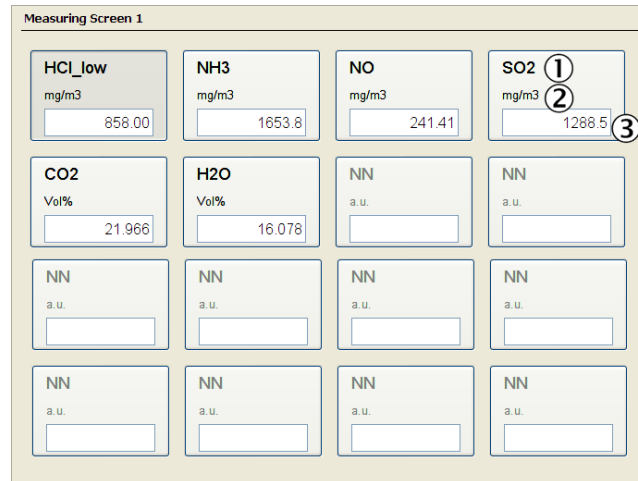 Measuring Screen 1
HCl_low NH3 NO SO2 ①
mg/m3 mg/m3 mg/m3 mg/m3 ②
858.00 1653.8 241.41 1288.5 ③
CO2 H2O NN NN
Vol% Vol% a.u. a.u.
21.966 16.078
NN NN NN NN
a.u. a.u. a.u. a.u.
NN NN NN NN
a.u. a.u. a.u. a.u.